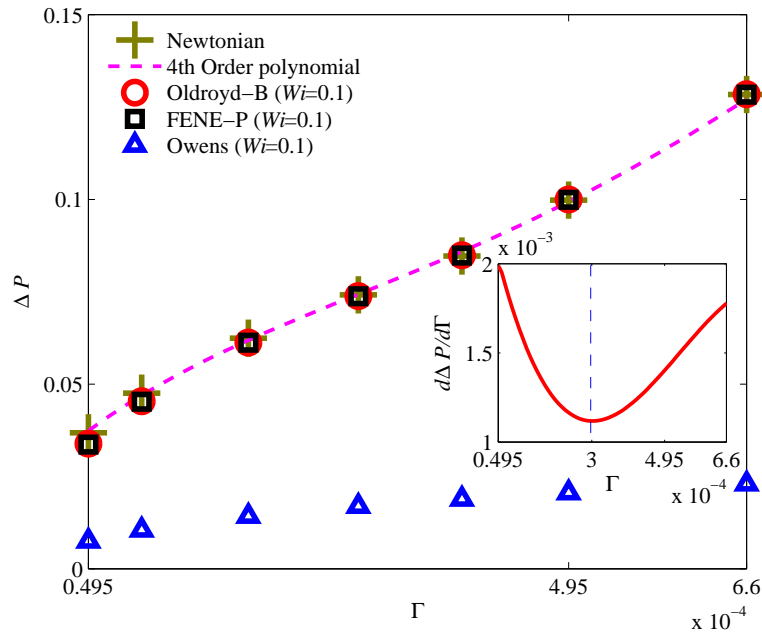 0.15
Newtonian
4th Order polynomial
Oldroyd−B (Wi=0.1)
FENE−P (Wi=0.1)
Owens (Wi=0.1)
0.1
Δ P
0.05
0
0.495
4.95
6.6
Γ
x 10⁻⁴
x 10⁻³
2
1.5
1
dΔ P/dΓ
0.495
3
4.95
6.6
Γ
x 10⁻⁴